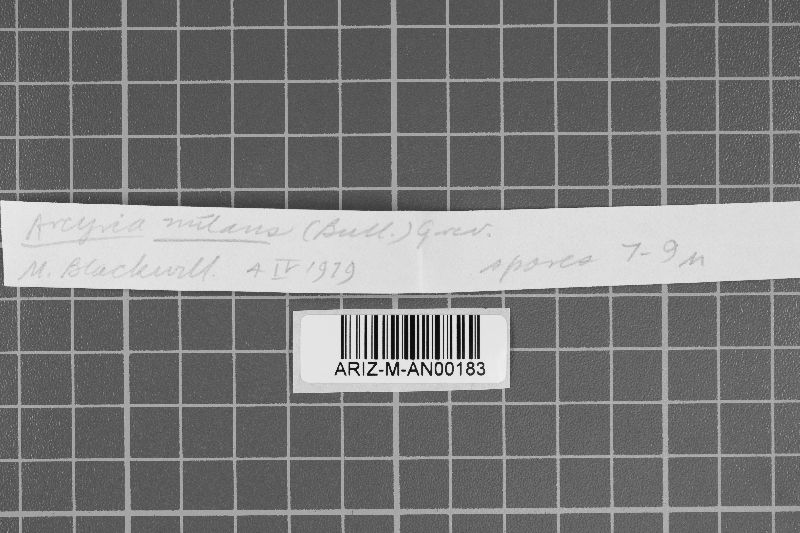 Arcyria nutans (Bull.) Grev.
M. Blackwell. 4 IV 1979 spores 7-9 µ
ARIZ-M-AN00183